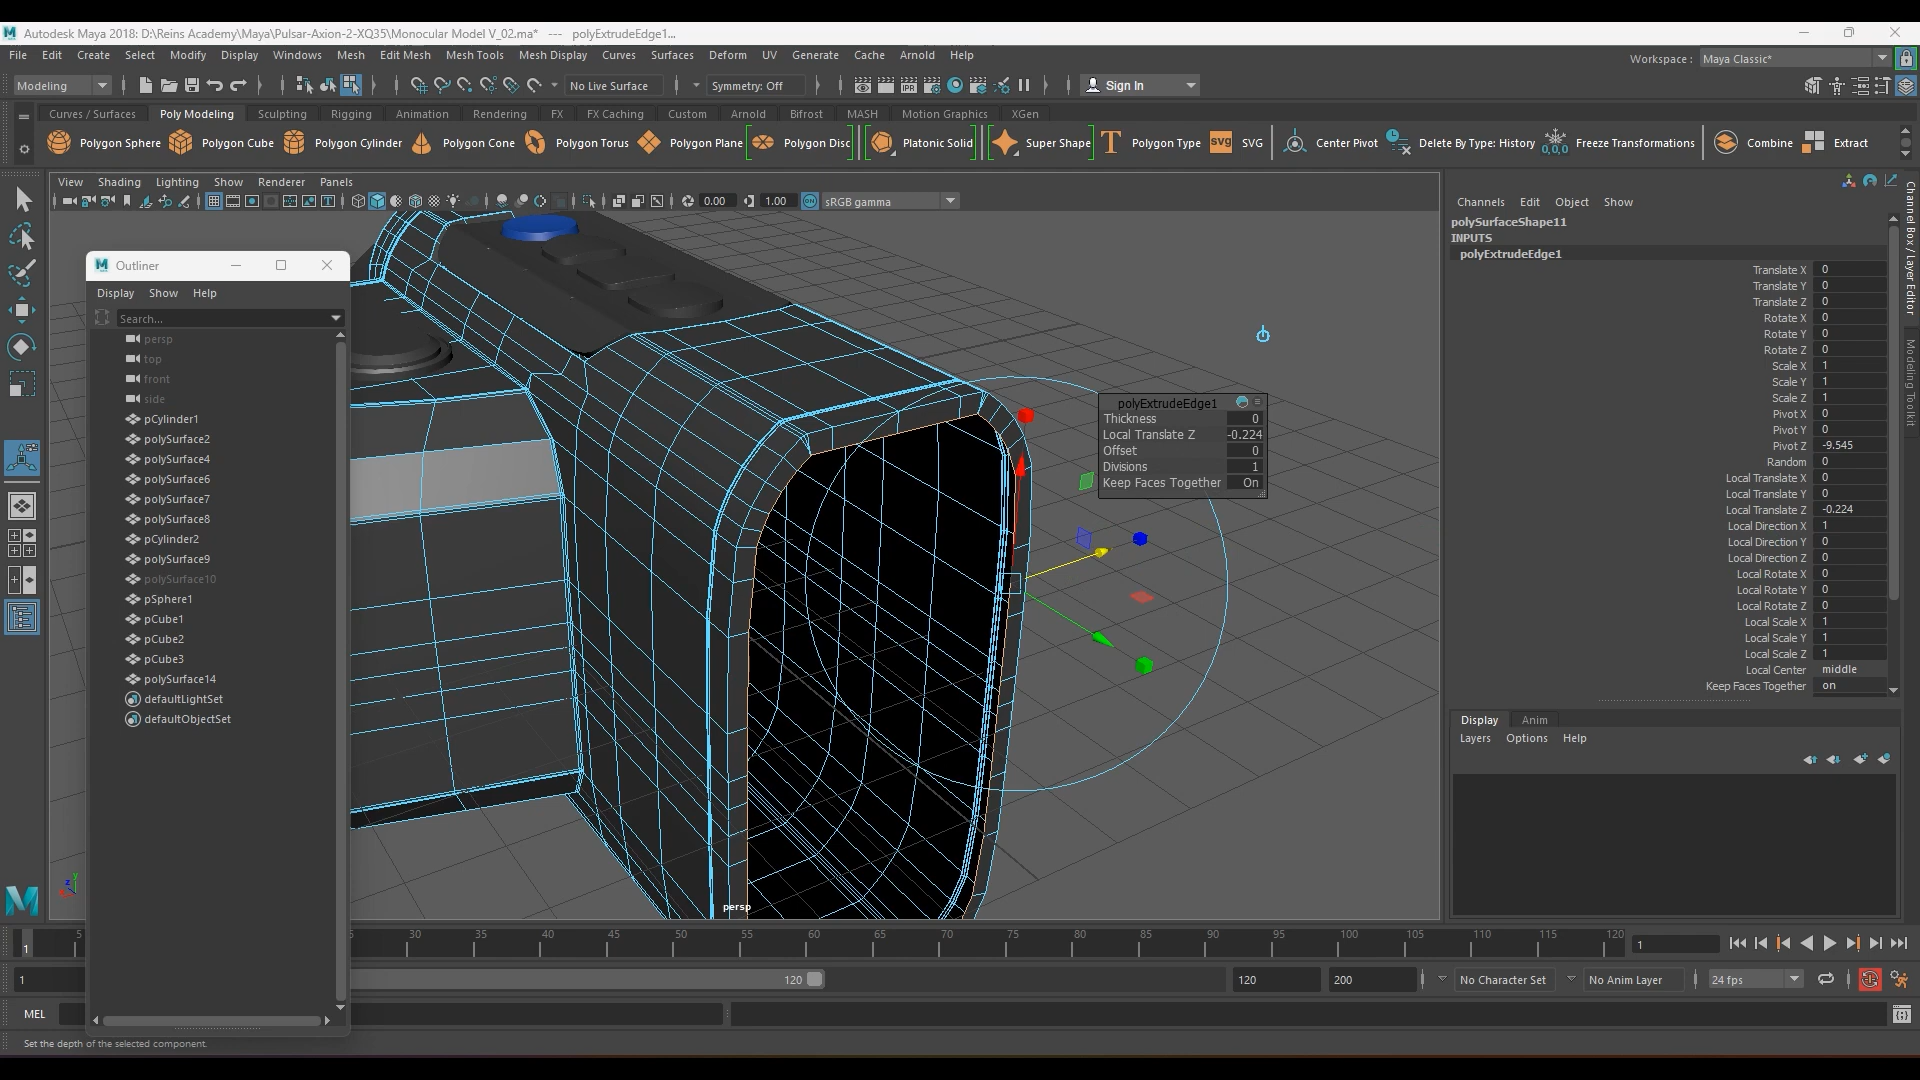 Autodesk Maya 2018: D:\Reins Academy\Maya\Pulsar-Axion-2-XQ35\Monocular Model V_02.ma*   ---   polyExtrudeEdge1...
File Edit Create Select Modify Display Windows Mesh Edit Mesh Mesh Tools Mesh Display Curves Surfaces Deform UV Generate Cache Arnold Help
Workspace : Maya Classic*
Modeling No Live Surface Symmetry: Off Sign In
Curves / Surfaces Poly Modeling Sculpting Rigging Animation Rendering FX FX Caching Custom Arnold Bifrost MASH Motion Graphics XGen
Polygon Sphere Polygon Cube Polygon Cylinder Polygon Cone Polygon Torus Polygon Plane Polygon Disc Platonic Solid Super Shape Polygon Type SVG SVG Center Pivot Delete By Type: History 0,0,0 Freeze Transformations Combine Extract
View Shading Lighting Show Renderer Panels
0.00 1.00 ON sRGB gamma
Outliner
Display Show Help
Search...
persp
top
front
side
pCylinder1
polySurface2
polySurface4
polySurface6
polySurface7
polySurface8
pCylinder2
polySurface9
polySurface10
pSphere1
pCube1
pCube2
pCube3
polySurface14
defaultLightSet
defaultObjectSet
polyExtrudeEdge1
Thickness 0
Local Translate Z -0.224
Offset 0
Divisions 1
Keep Faces Together On
persp
Channels Edit Object Show
polySurfaceShape11
INPUTS
polyExtrudeEdge1
Translate X 0
Translate Y 0
Translate Z 0
Rotate X 0
Rotate Y 0
Rotate Z 0
Scale X 1
Scale Y 1
Scale Z 1
Pivot X 0
Pivot Y 0
Pivot Z -9.545
Random 0
Local Translate X 0
Local Translate Y 0
Local Translate Z -0.224
Local Direction X 1
Local Direction Y 0
Local Direction Z 0
Local Rotate X 0
Local Rotate Y 0
Local Rotate Z 0
Local Scale X 1
Local Scale Y 1
Local Scale Z 1
Local Center middle
Keep Faces Together on
Display Anim
Layers Options Help
Channel Box / Layer Editor
Modeling Toolkit
1 5 30 35 40 45 50 55 60 65 70 75 80 85 90 95 100 105 110 115 120 1
1 120 120 200 No Character Set No Anim Layer 24 fps
MEL
Set the depth of the selected component.